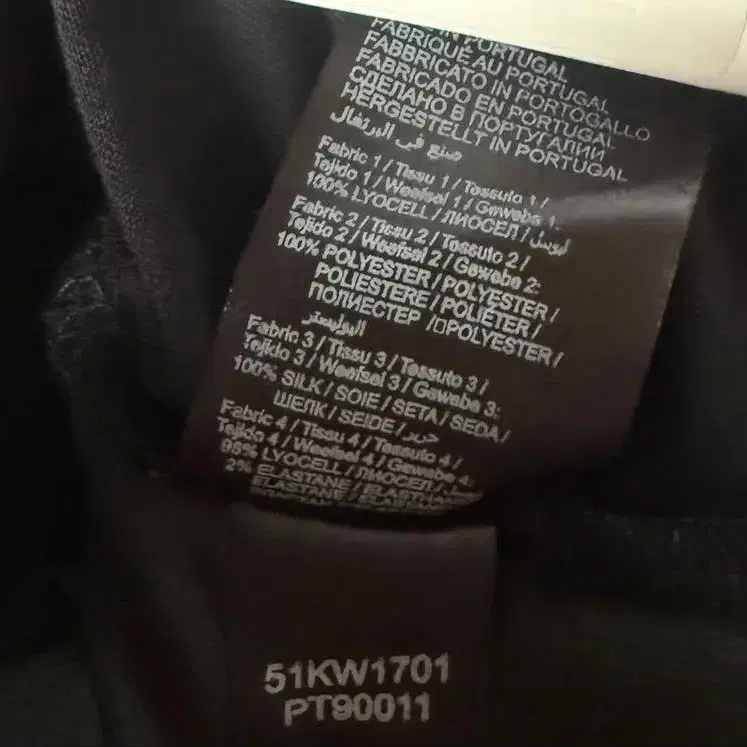 IN PORTUGAL
FABRIQUÉ AU PORTUGAL
FABBRICATO IN PORTOGALLO
FABRICADO EN PORTUGAL
СДЕЛАНО В ПОРТУГАЛИИ
HERGESTELLT IN PORTUGAL
صنع في البرتغال
Fabric 1 / Tissu 1 / Tessuto 1 /
Tejido 1 / Weefsel 1 / Gewebe 1:
100% LYOCELL / ЛИОСЕЛ /
Fabric 2 / Tissu 2 / Tessuto 2 /
Tejido 2 / Weefsel 2 / Gewebe 2:
100% POLYESTER / POLYESTER /
POLIESTERE / POLIÉTER /
ПОЛИЕСТЕР / POLYESTER /
البوليستر
Fabric 3 / Tissu 3 / Tessuto 3 /
Tejido 3 / Weefsel 3 / Gewebe 3:
100% SILK / SOIE / SETA / SEDA /
ШЕЛК / SEIDE / حرير
Fabric 4 / Tissu 4 / Tessuto 4 /
Tejido 4 / Weefsel 4 / Gewebe 4:
LYOCELL / ЛИОСЕЛ /
2% ELASTANE /
ELASTANE /
51KW1701
PT90011